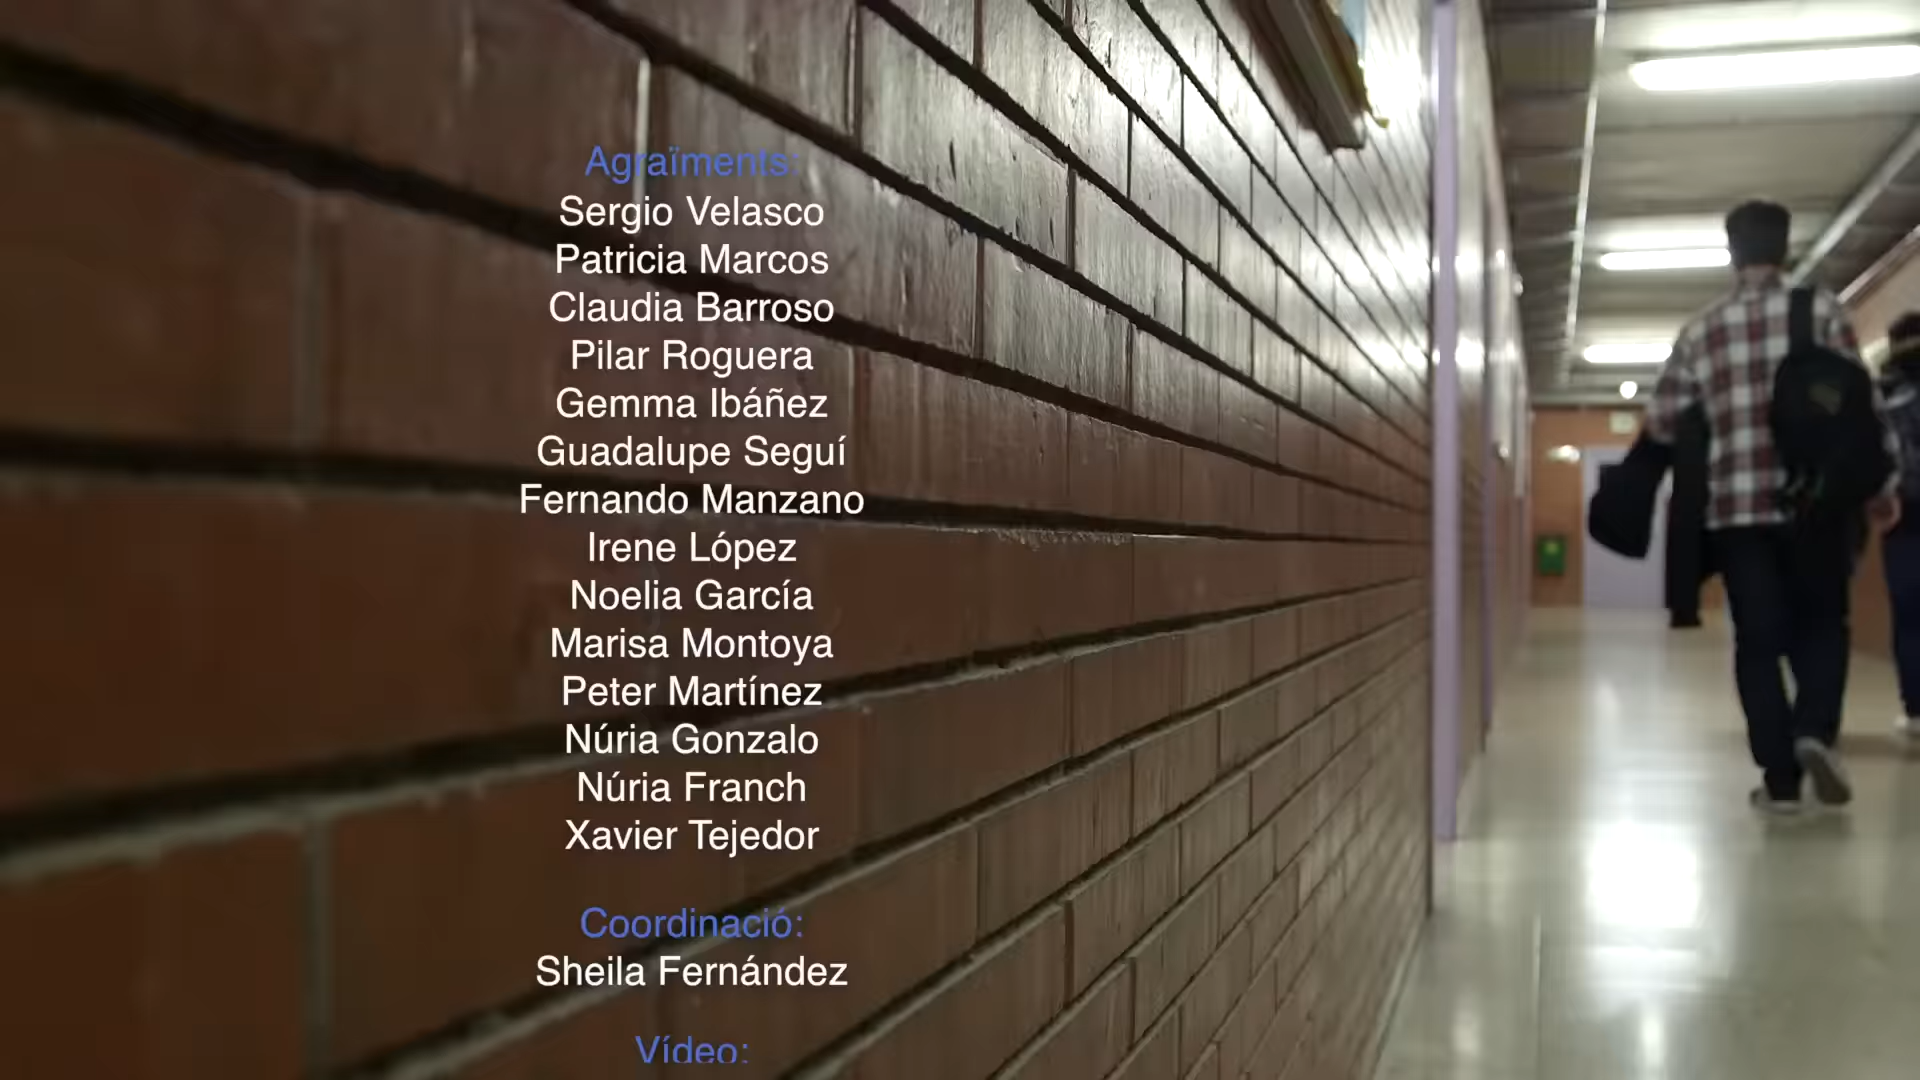 Agraïments:
Sergio Velasco
Patricia Marcos
Claudia Barroso
Pilar Roguera
Gemma Ibáñez
Guadalupe Seguí
Fernando Manzano
Irene López
Noelia García
Marisa Montoya
Peter Martínez
Núria Gonzalo
Núria Franch
Xavier Tejedor
Coordinació:
Sheila Fernández
Vídeo: